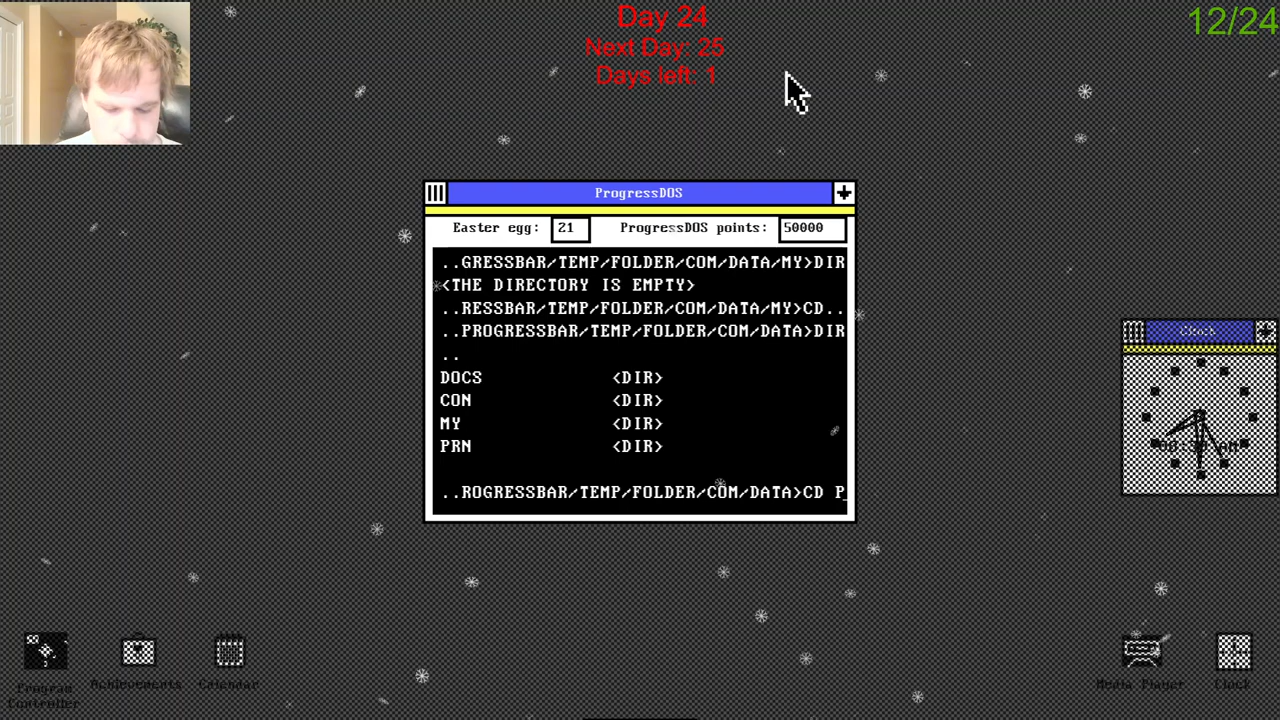 Day 24
Next Day: 25
Days left: 1
12/24
ProgressDOS
Easter egg: 21 ProgressDOS points: 50000
..GRESSBAR/TEMP/FOLDER/COM/DATA/MY>DIR
<THE DIRECTORY IS EMPTY>
..RESSBAR/TEMP/FOLDER/COM/DATA/MY>CD..
..PROGRESSBAR/TEMP/FOLDER/COM/DATA>DIR
..
DOCS <DIR>
CON <DIR>
MY <DIR>
PRN <DIR>
..ROGRESSBAR/TEMP/FOLDER/COM/DATA>CD P_
Clock
Program Controller
Achievements
Calendar
Media Player
Clock